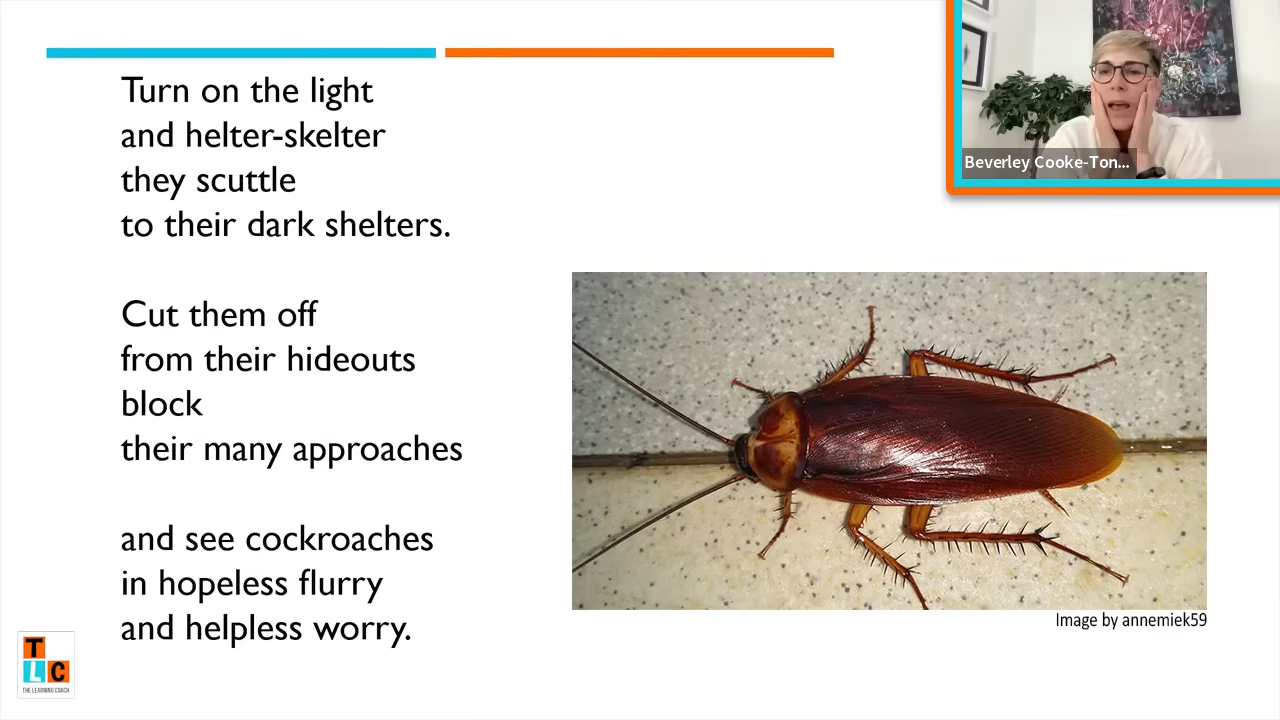 Turn on the light
and helter-skelter
they scuttle
to their dark shelters.
Cut them off
from their hideouts
block
their many approaches
and see cockroaches
in hopeless flurry
and helpless worry.
Beverley Cooke-Ton...
Image by annemiek59
T
L C
THE LEARNING COACH